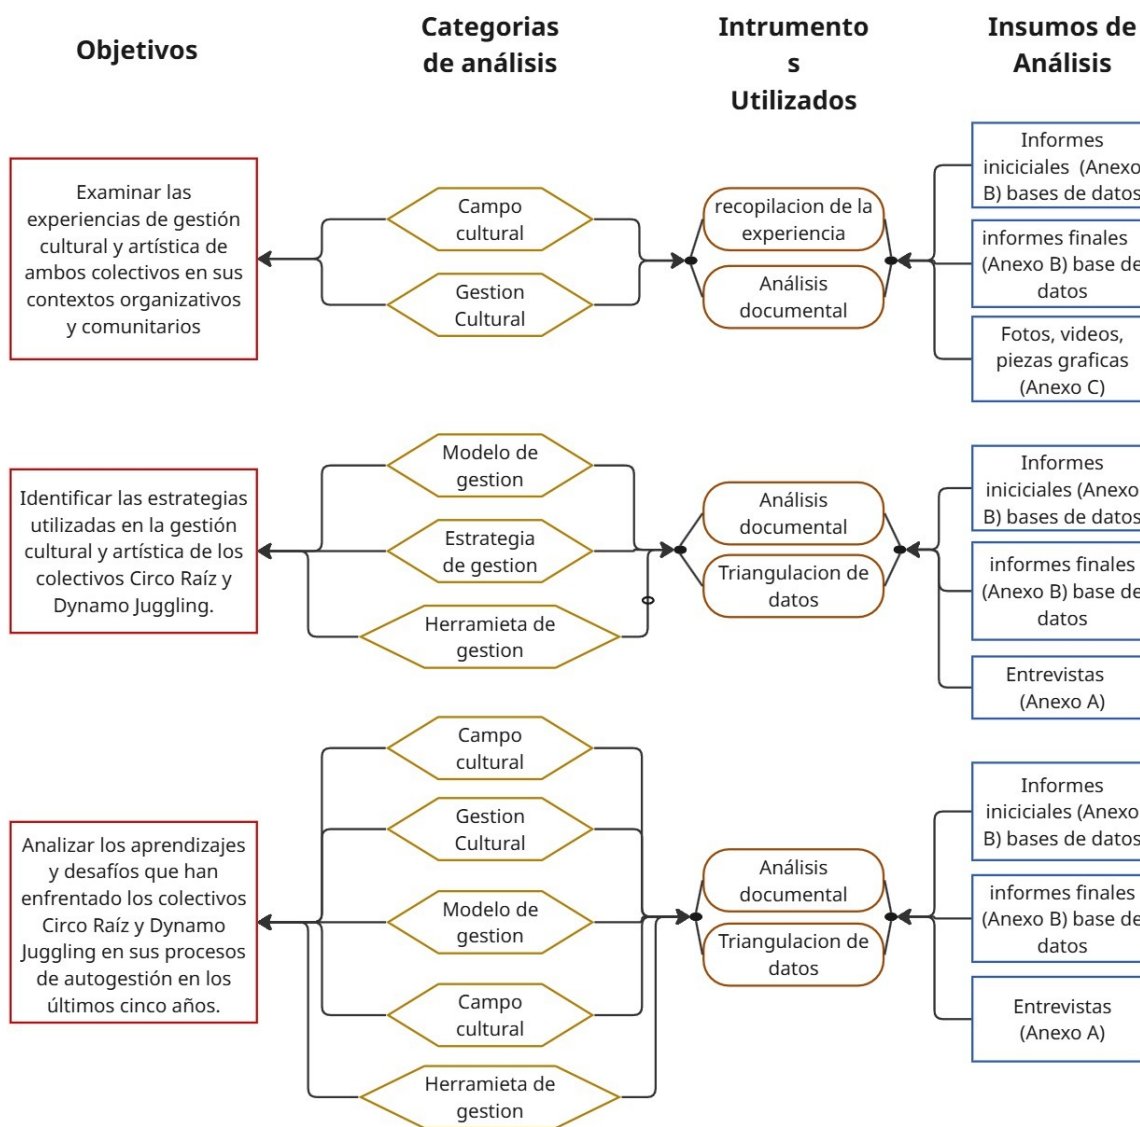 Objetivos
Categorias
de análisis
Intrumento
s
Utilizados
Insumos de
Análisis
Examinar las
experiencias de gestión
cultural y artística de
ambos colectivos en sus
contextos organizativos
y comunitarios
Campo
cultural
Gestion
Cultural
recopilacion de la
experiencia
Análisis
documental
Informes
iniciciales (Anexo
B) bases de datos
informes finales
(Anexo B) base de
datos
Fotos, videos,
piezas graficas
(Anexo C)
Identificar las estrategias
utilizadas en la gestión
cultural y artística de los
colectivos Circo Raíz y
Dynamo Juggling.
Modelo de
gestion
Estrategia
de gestion
Herramieta de
gestion
Análisis
documental
Triangulacion de
datos
Informes
iniciciales (Anexo
B) bases de datos
informes finales
(Anexo B) base de
datos
Entrevistas
(Anexo A)
Analizar los aprendizajes
y desafíos que han
enfrentado los colectivos
Circo Raíz y Dynamo
Juggling en sus procesos
de autogestión en los
últimos cinco años.
Campo
cultural
Gestion
Cultural
Modelo de
gestion
Campo
cultural
Herramieta de
gestion
Análisis
documental
Triangulacion de
datos
Informes
iniciciales (Anexo
B) bases de datos
informes finales
(Anexo B) base de
datos
Entrevistas
(Anexo A)